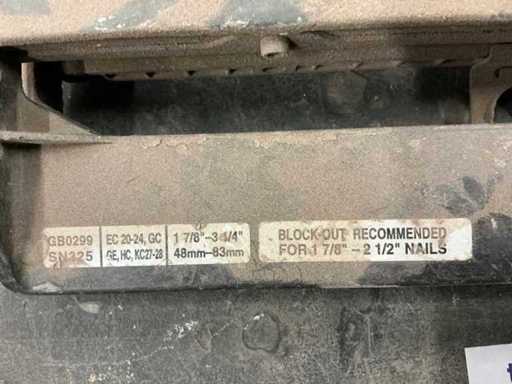 GB0299
SN325
EC 20-24, GC
GE, HC, KC27-28
1 7/8"–3 1/4"
48mm–83mm
BLOCK-OUT RECOMMENDED
FOR 1 7/8" – 2 1/2" NAILS